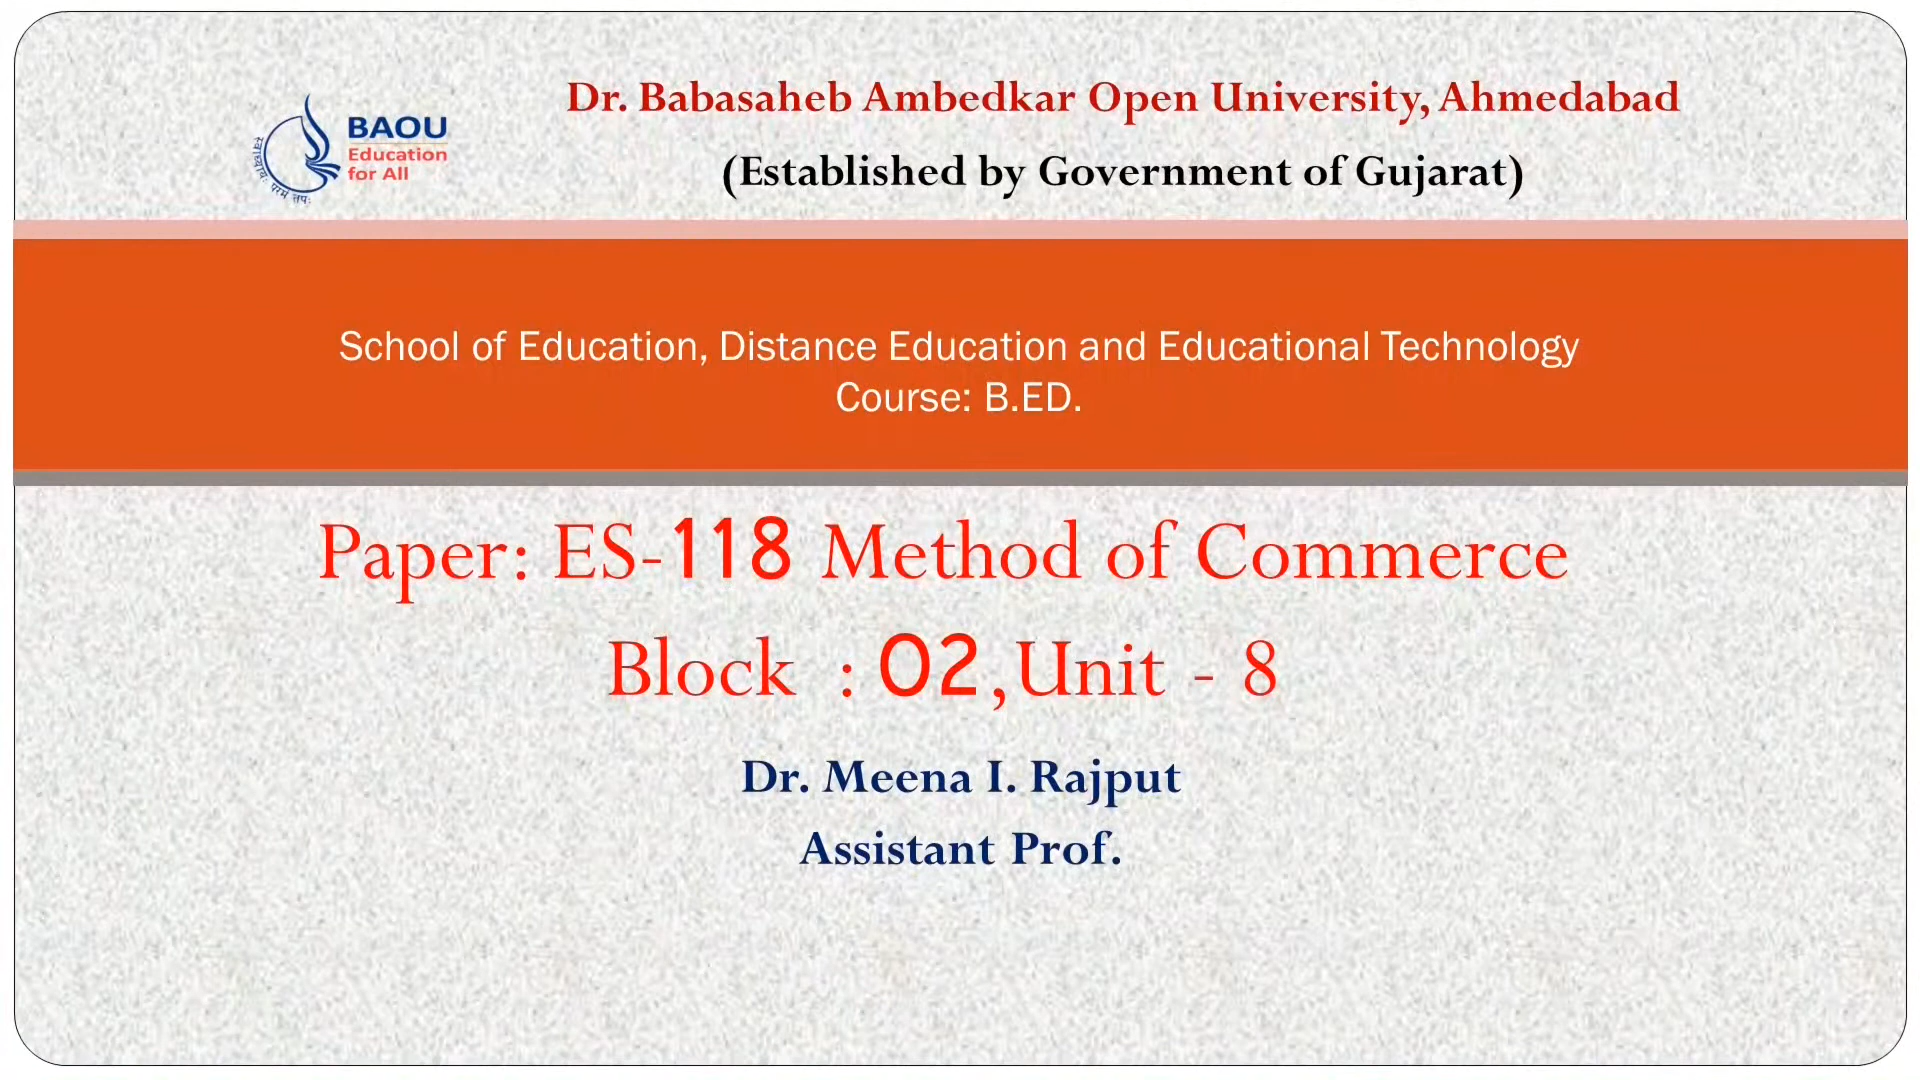 Dr. Babasaheb Ambedkar Open University, Ahmedabad
(Established by Government of Gujarat)
BAOU
Education
for All
School of Education, Distance Education and Educational Technology
Course: B.ED.
Paper: ES-118 Method of Commerce
Block : 02,Unit - 8
Dr. Meena I. Rajput
Assistant Prof.